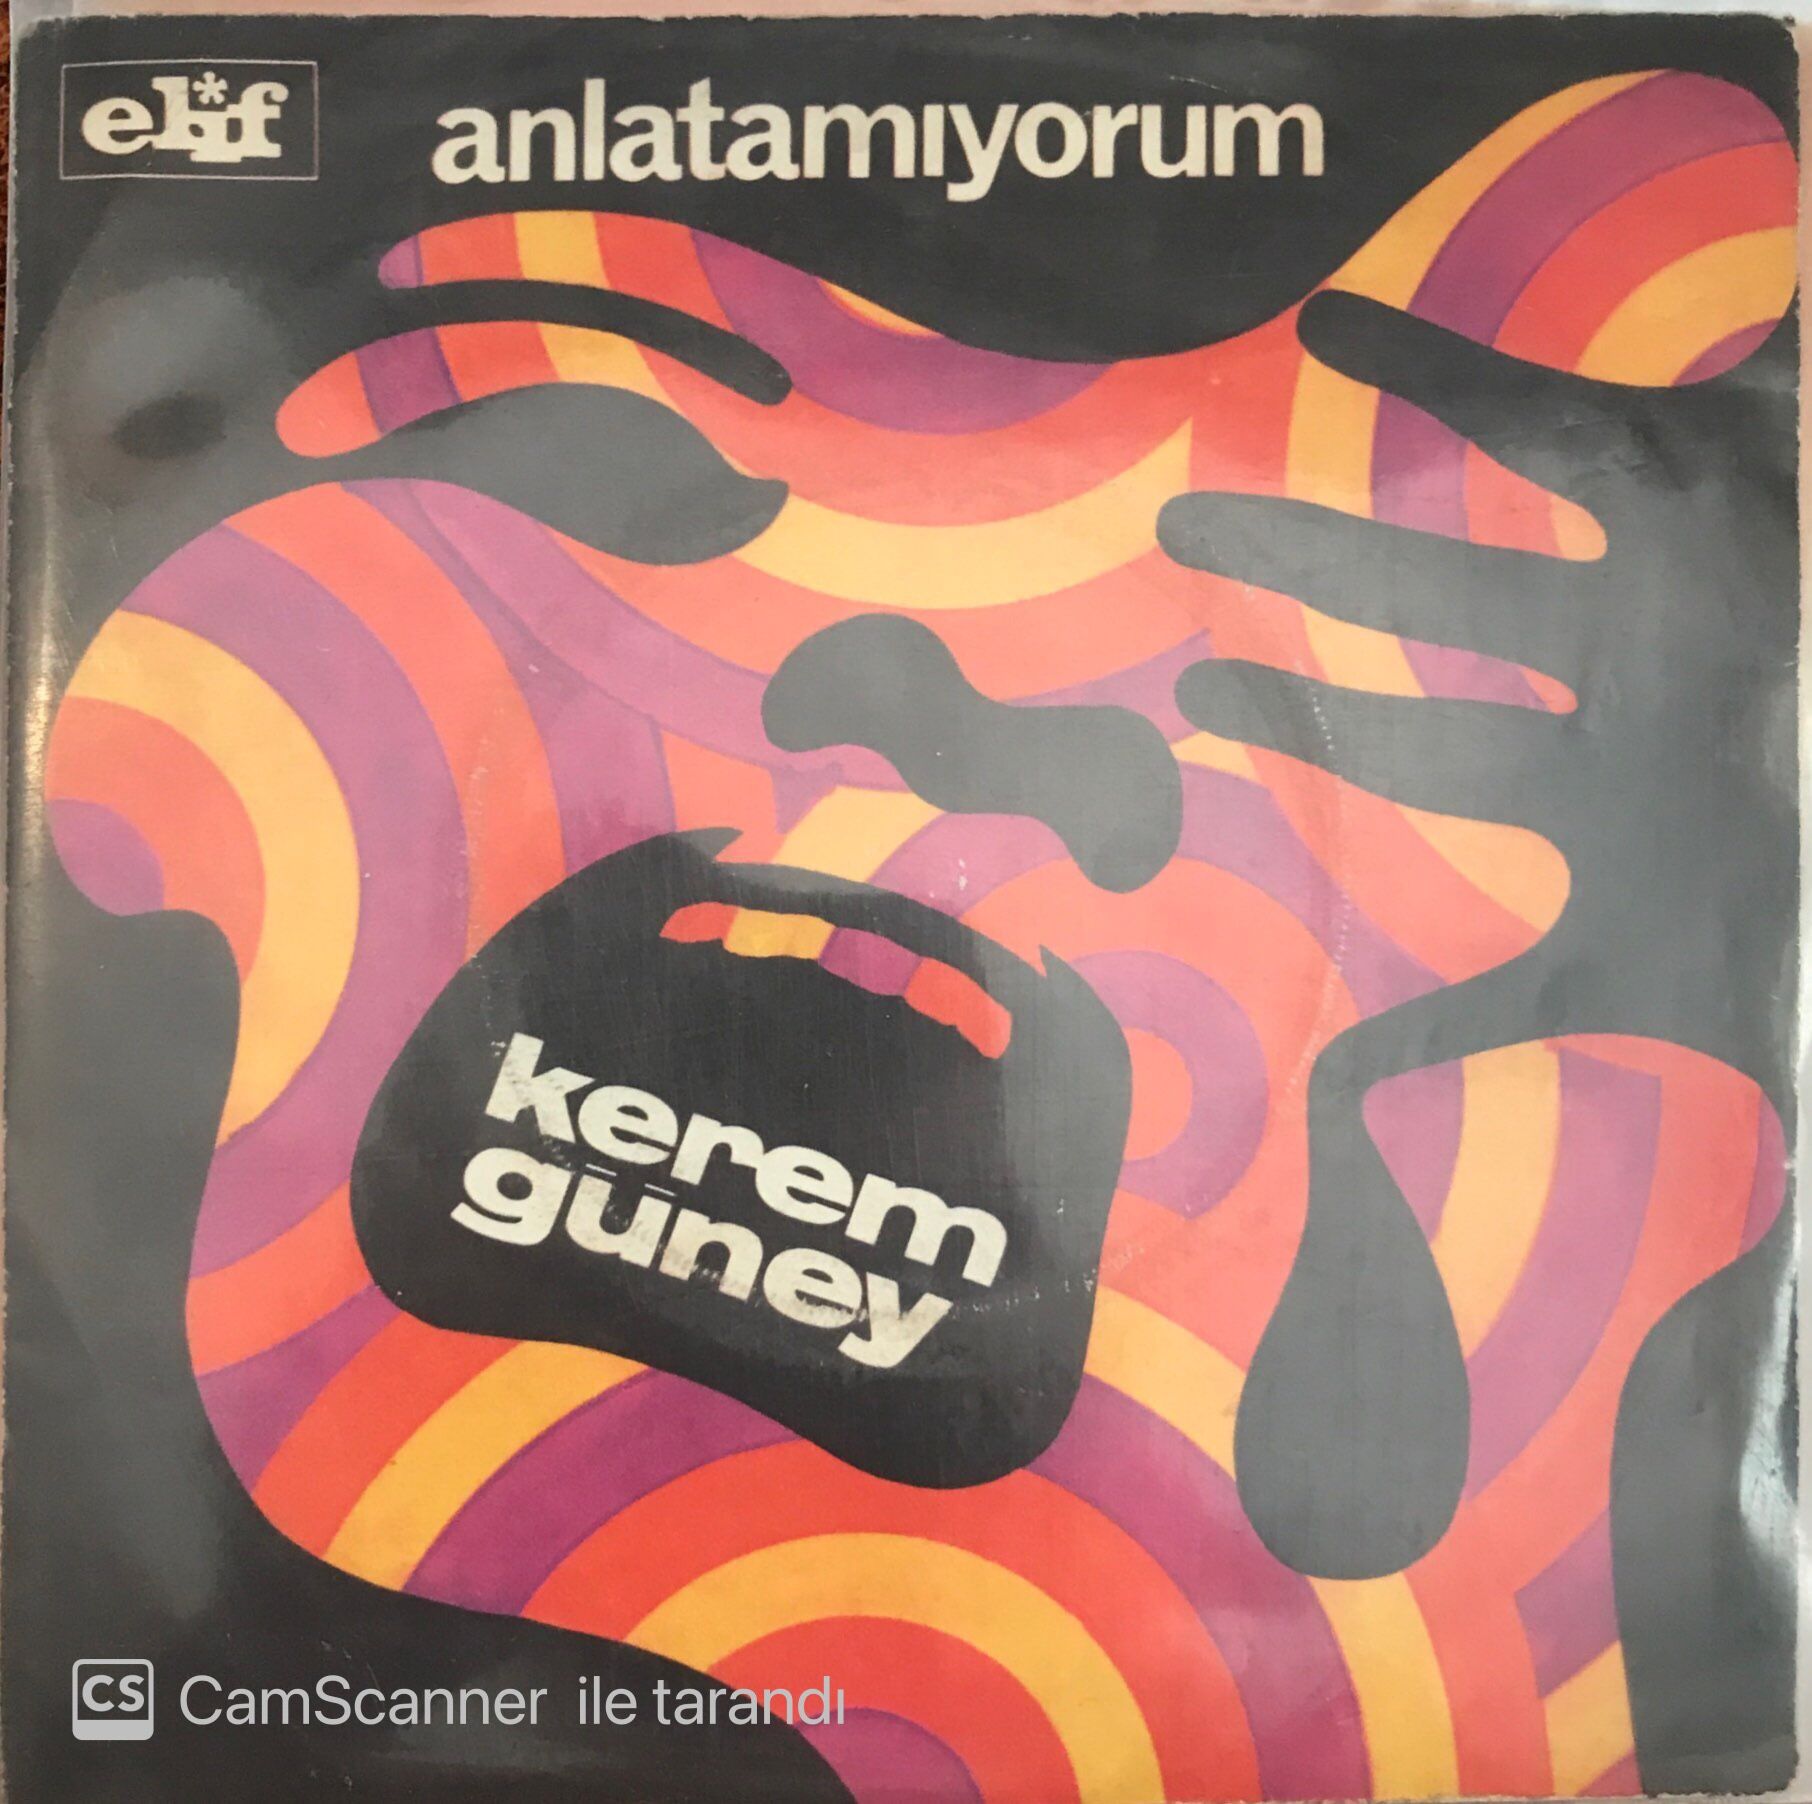 elif
anlatamıyorum
kerem
güney
CS CamScanner ile tarandı